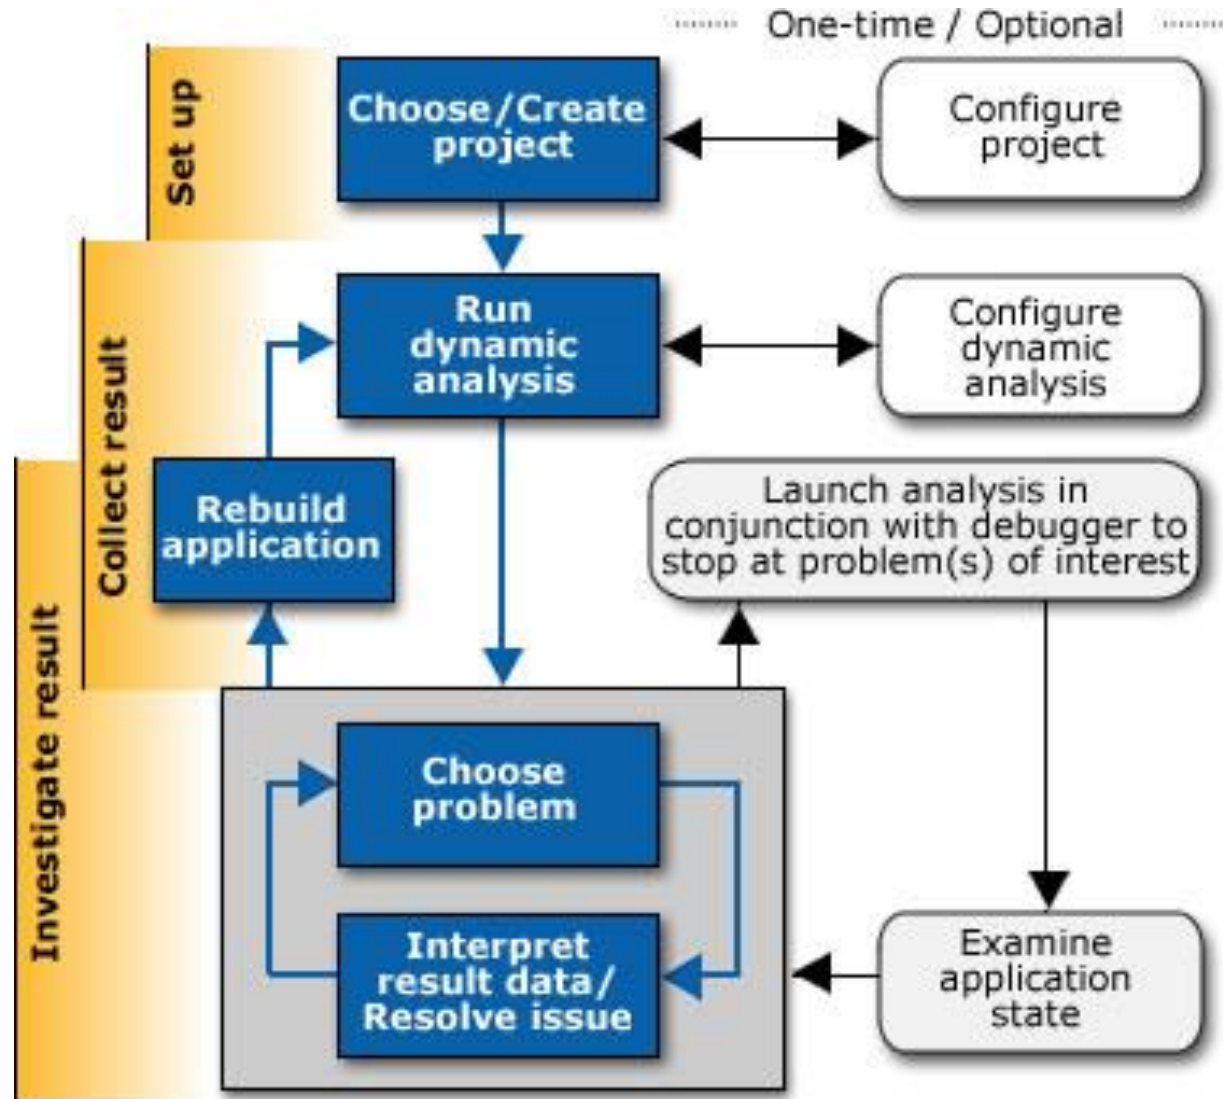 One-time / Optional
Set up
Choose/Create
project
Configure
project
Collect result
Run
dynamic
analysis
Configure
dynamic
analysis
Investigate result
Rebuild
application
Launch analysis in
conjunction with debugger to
stop at problem(s) of interest
Choose
problem
Interpret
result data/
Resolve issue
Examine
application
state